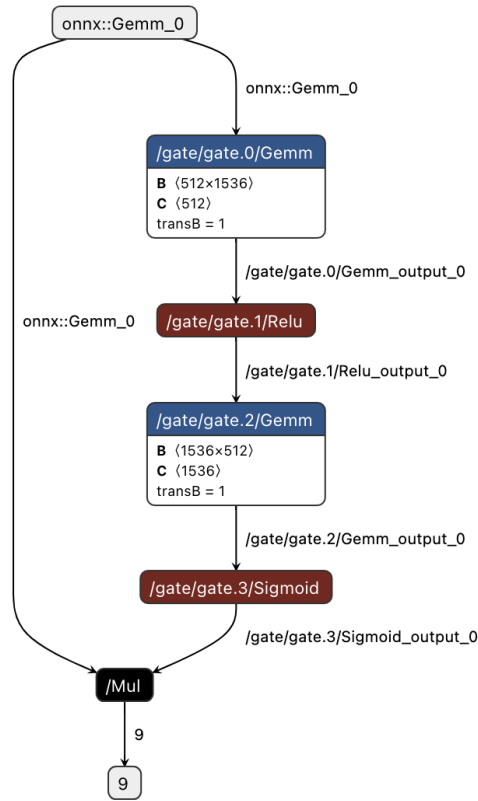 onnx::Gemm_0
onnx::Gemm_0
/gate/gate.0/Gemm
B ⟨512×1536⟩
C ⟨512⟩
transB = 1
/gate/gate.0/Gemm_output_0
onnx::Gemm_0
/gate/gate.1/Relu
/gate/gate.1/Relu_output_0
/gate/gate.2/Gemm
B ⟨1536×512⟩
C ⟨1536⟩
transB = 1
/gate/gate.2/Gemm_output_0
/gate/gate.3/Sigmoid
/gate/gate.3/Sigmoid_output_0
/Mul
9
9